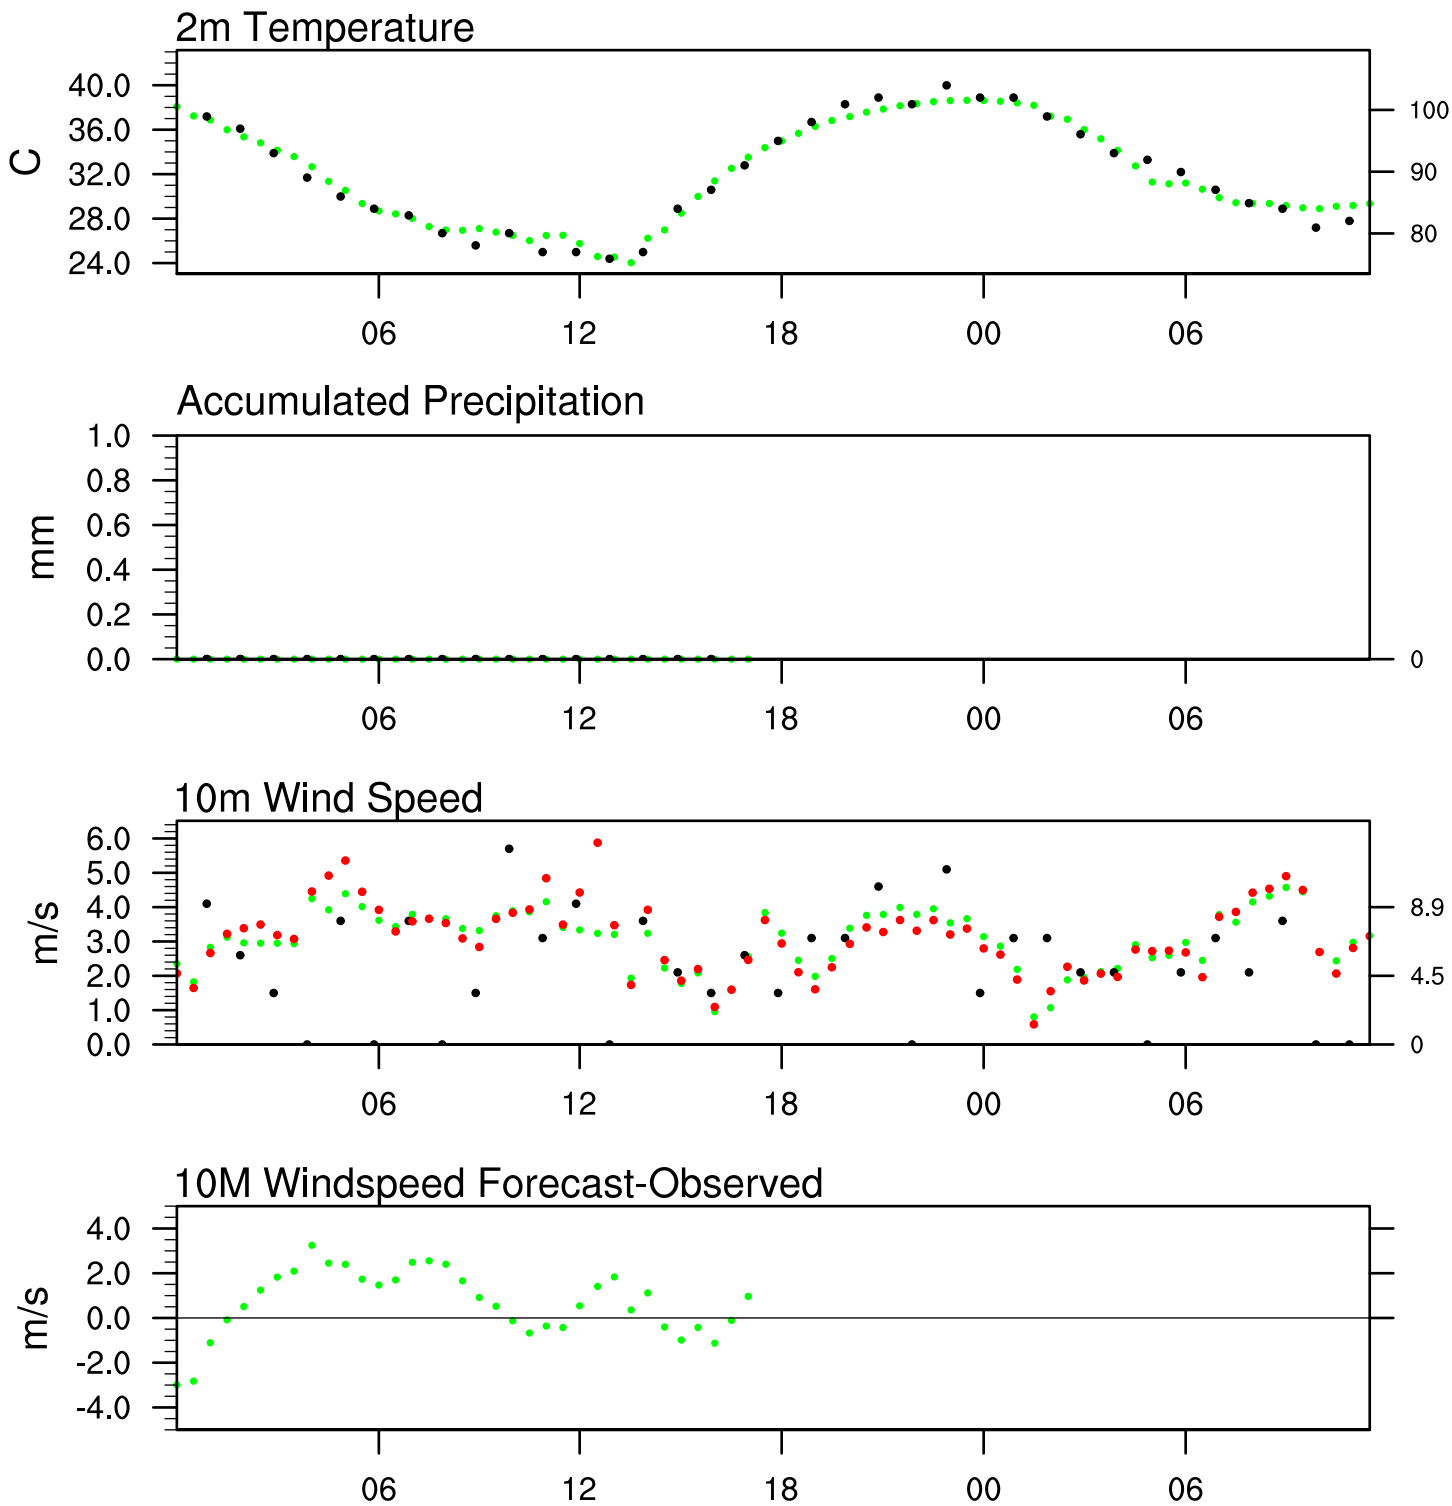 2m Temperature
C
40.0
36.0
32.0
28.0
24.0
100
90
80
06 12 18 00 06
Accumulated Precipitation
mm
1.0
0.8
0.6
0.4
0.2
0.0
0
06 12 18 00 06
10m Wind Speed
m/s
6.0
5.0
4.0
3.0
2.0
1.0
0.0
8.9
4.5
0
06 12 18 00 06
10M Windspeed Forecast-Observed
m/s
4.0
2.0
0.0
-2.0
-4.0
06 12 18 00 06